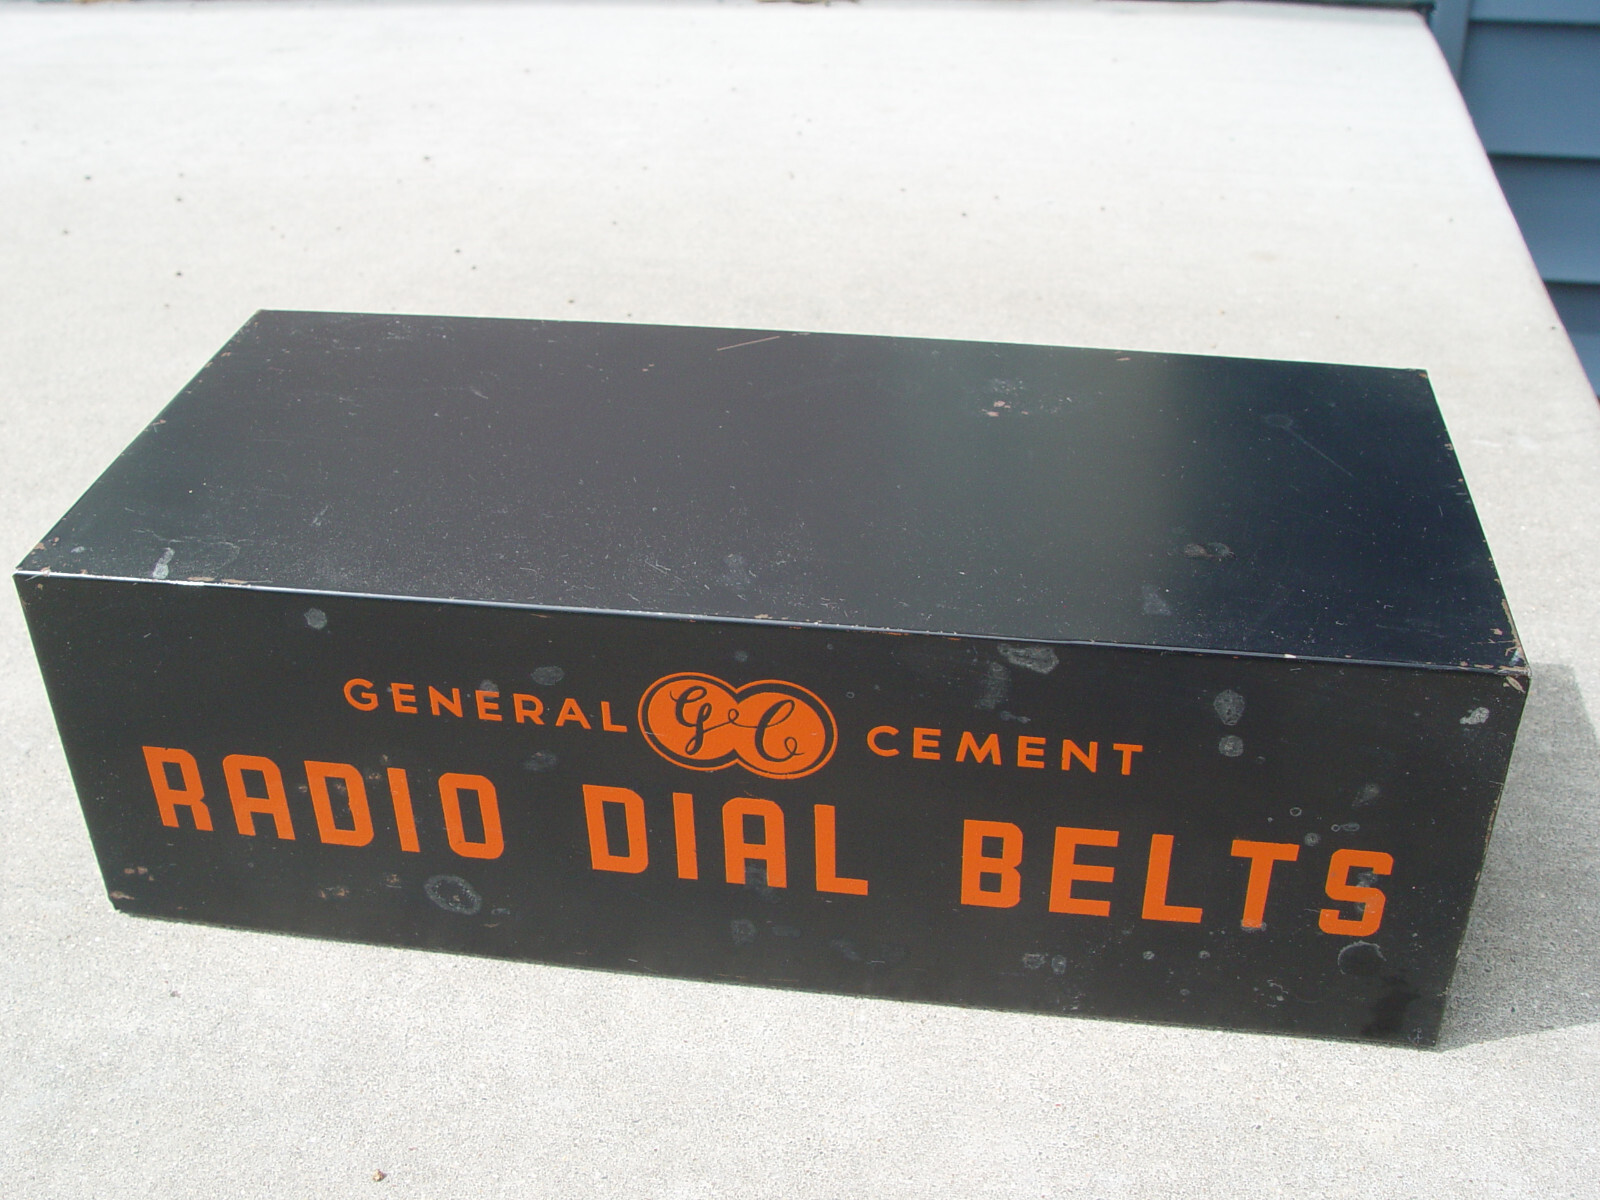 GENERAL GC CEMENT
RADIO DIAL BELTS